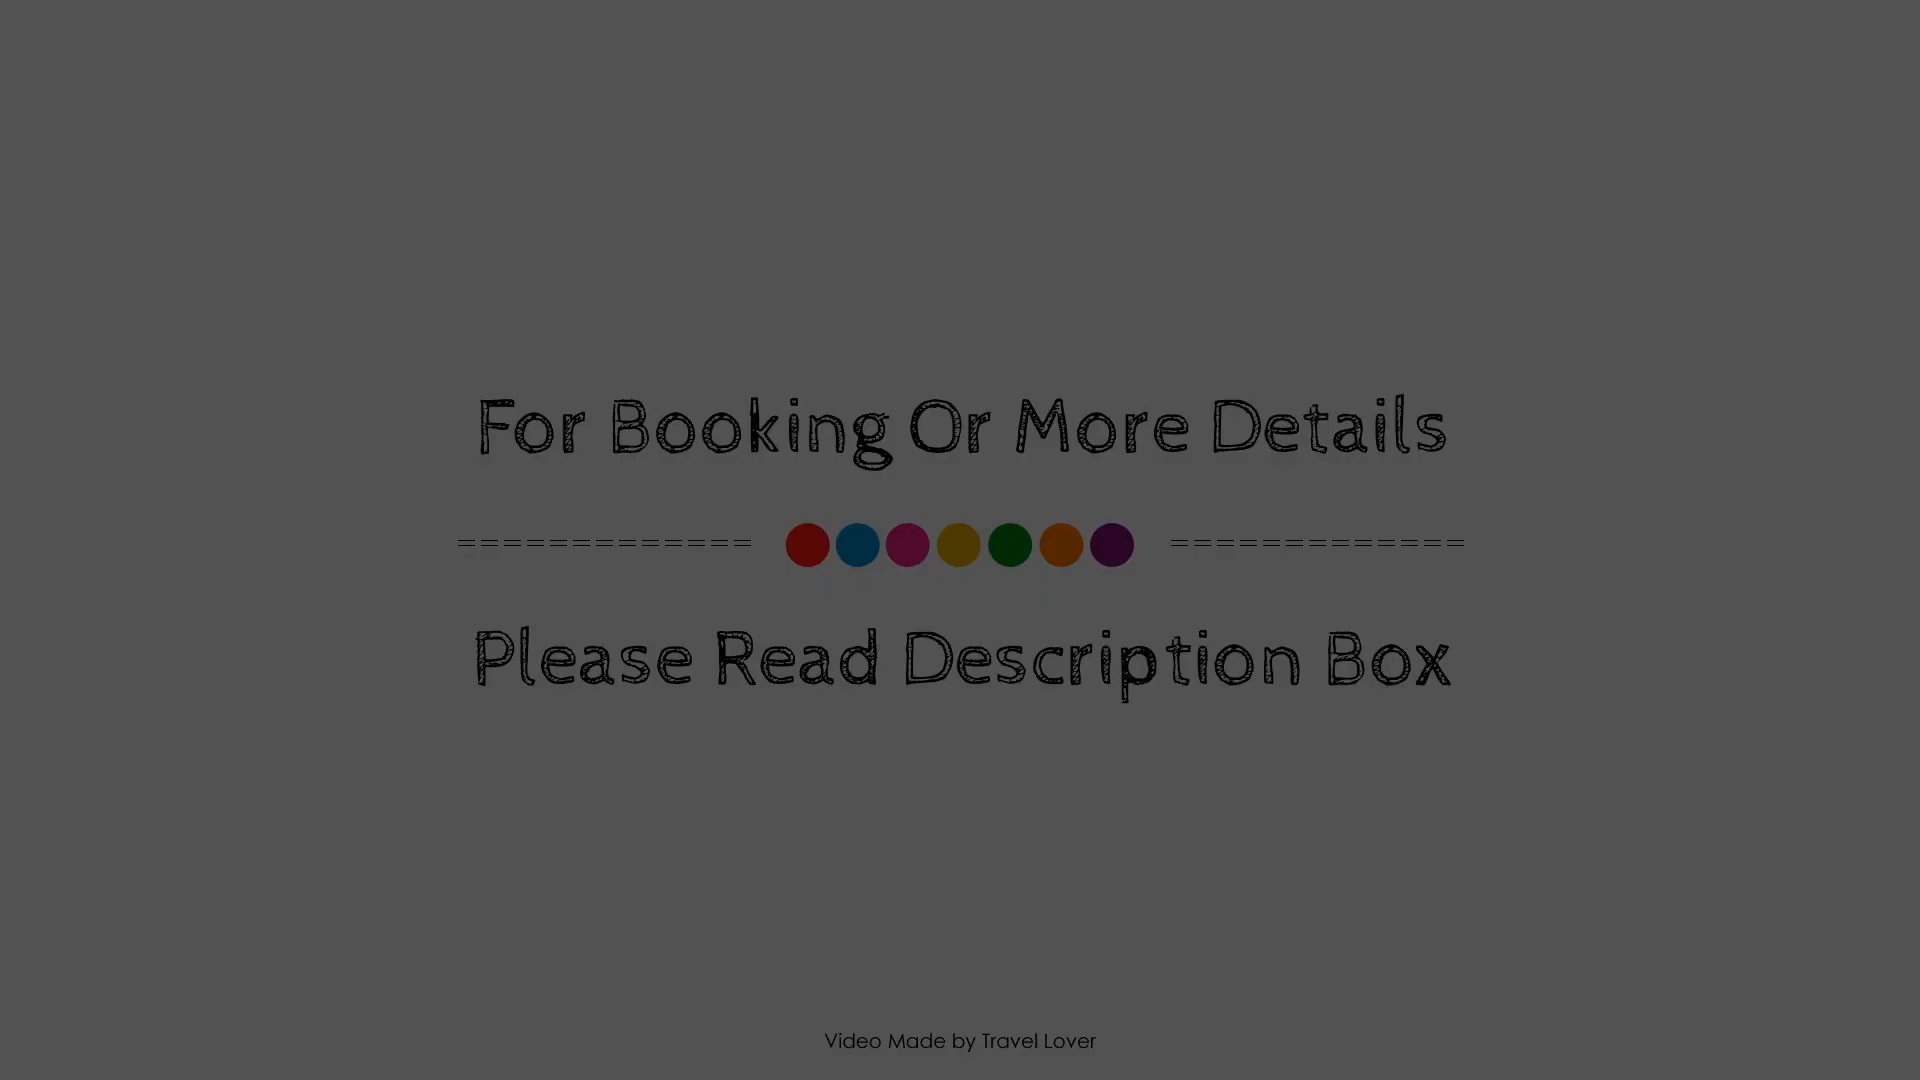 For Booking Or More Details
============= =============
Please Read Description Box
Video Made by Travel Lover